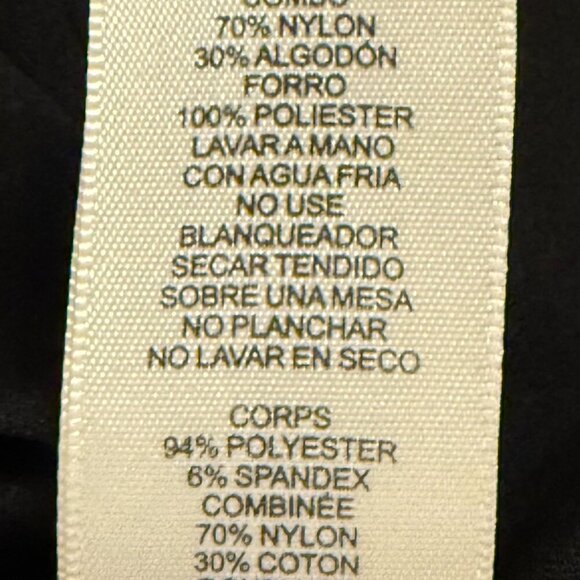 COMBO
70% NYLON
30% ALGODÓN
FORRO
100% POLIESTER
LAVAR A MANO
CON AGUA FRIA
NO USE
BLANQUEADOR
SECAR TENDIDO
SOBRE UNA MESA
NO PLANCHAR
NO LAVAR EN SECO
CORPS
94% POLYESTER
6% SPANDEX
COMBINÉE
70% NYLON
30% COTON